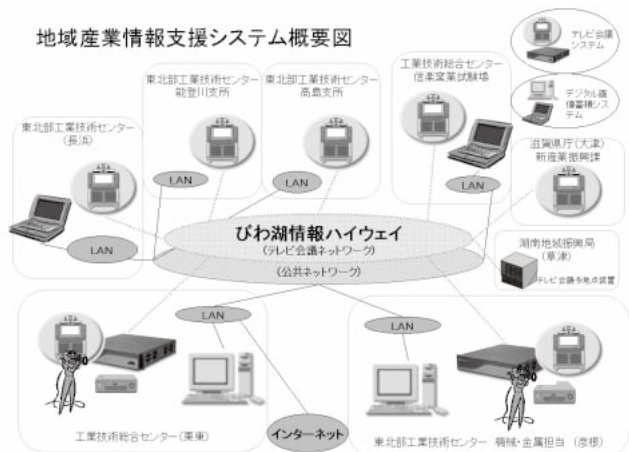 地域産業情報支援システム概要図
テレビ会議
システム
デジタル画
像蓄積シス
テム
東北部工業技術センター
(長浜)
東北部工業技術センター
能登川支所
東北部工業技術センター
高島支所
工業技術総合センター
信楽窯業試験場
滋賀県庁(大津)
新産業振興課
LAN
LAN
LAN
LAN
びわ湖情報ハイウェイ
(テレビ会議ネットワーク)
(公共ネットワーク)
湖南地域振興局
(草津)
テレビ会議多地点装置
LAN
LAN
工業技術総合センター(栗東)
インターネット
東北部工業技術センター 機械・金属担当 (彦根)